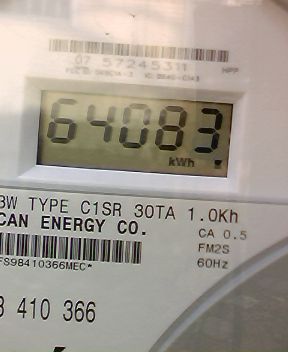 07 57245311
64083
kWh
3W TYPE C1SR 30TA 1.0Kh
CAN ENERGY CO.
CA 0.5
FM2S
60Hz
FS98410366MEC*
410 366